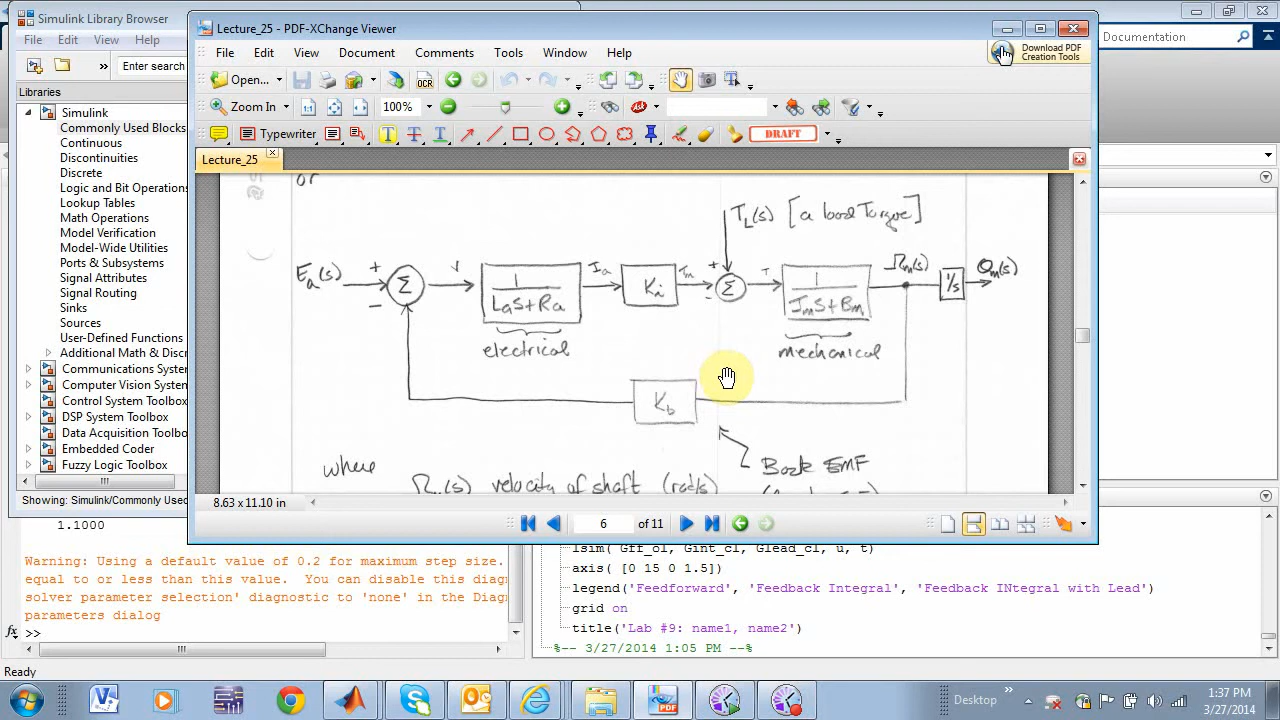 Simulink Library Browser
File Edit View Help
Enter search
Libraries
Simulink
Commonly Used Blocks
Continuous
Discontinuities
Discrete
Logic and Bit Operations
Lookup Tables
Math Operations
Model Verification
Model-Wide Utilities
Ports & Subsystems
Signal Attributes
Signal Routing
Sinks
Sources
User-Defined Functions
Additional Math & Discr
Communications System
Computer Vision System
Control System Toolbox
DSP System Toolbox
Data Acquisition Toolbo
Embedded Coder
Fuzzy Logic Toolbox
Showing: Simulink/Commonly Used
Lecture_25 - PDF-XChange Viewer
File Edit View Document Comments Tools Window Help
Download PDF
Creation Tools
Open...
OCR
Zoom In 100%
Typewriter DRAFT
Lecture_25
or
TL(s) [a load Torque]
Ea(s) + Σ V 1 Ia Ki Tm + Σ T 1 Ωm(s) 1/s Θm(s)
− LaS+Ra - JmS+Bm
electrical mechanical
Kb
where Back EMF
velocity of shaft (rad/s)
8.63 x 11.10 in
6 of 11
Documentation
1.1000
Warning: Using a default value of 0.2 for maximum step size.
equal to or less than this value. You can disable this diag
solver parameter selection' diagnostic to 'none' in the Diag
parameters dialog
fx >>
lsim( Gff_ol, Gint_cl, Glead_cl, u, t)
axis( [0 15 0 1.5])
legend('Feedforward', 'Feedback Integral', 'Feedback INtegral with Lead')
grid on
title('Lab #9: name1, name2')
%-- 3/27/2014 1:05 PM --%
Ready
Desktop
1:37 PM
3/27/2014